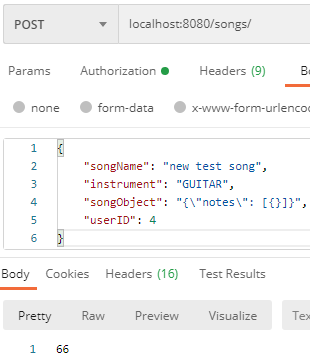 POST localhost:8080/songs/
Params Authorization Headers (9)
none form-data x-www-form-urlenco
1 {
2 "songName": "new test song",
3 "instrument": "GUITAR",
4 "songObject": "{\"notes\": [{}]}",
5 "userID": 4
6 }
Body Cookies Headers (16) Test Results
Pretty Raw Preview Visualize Tex
1 66